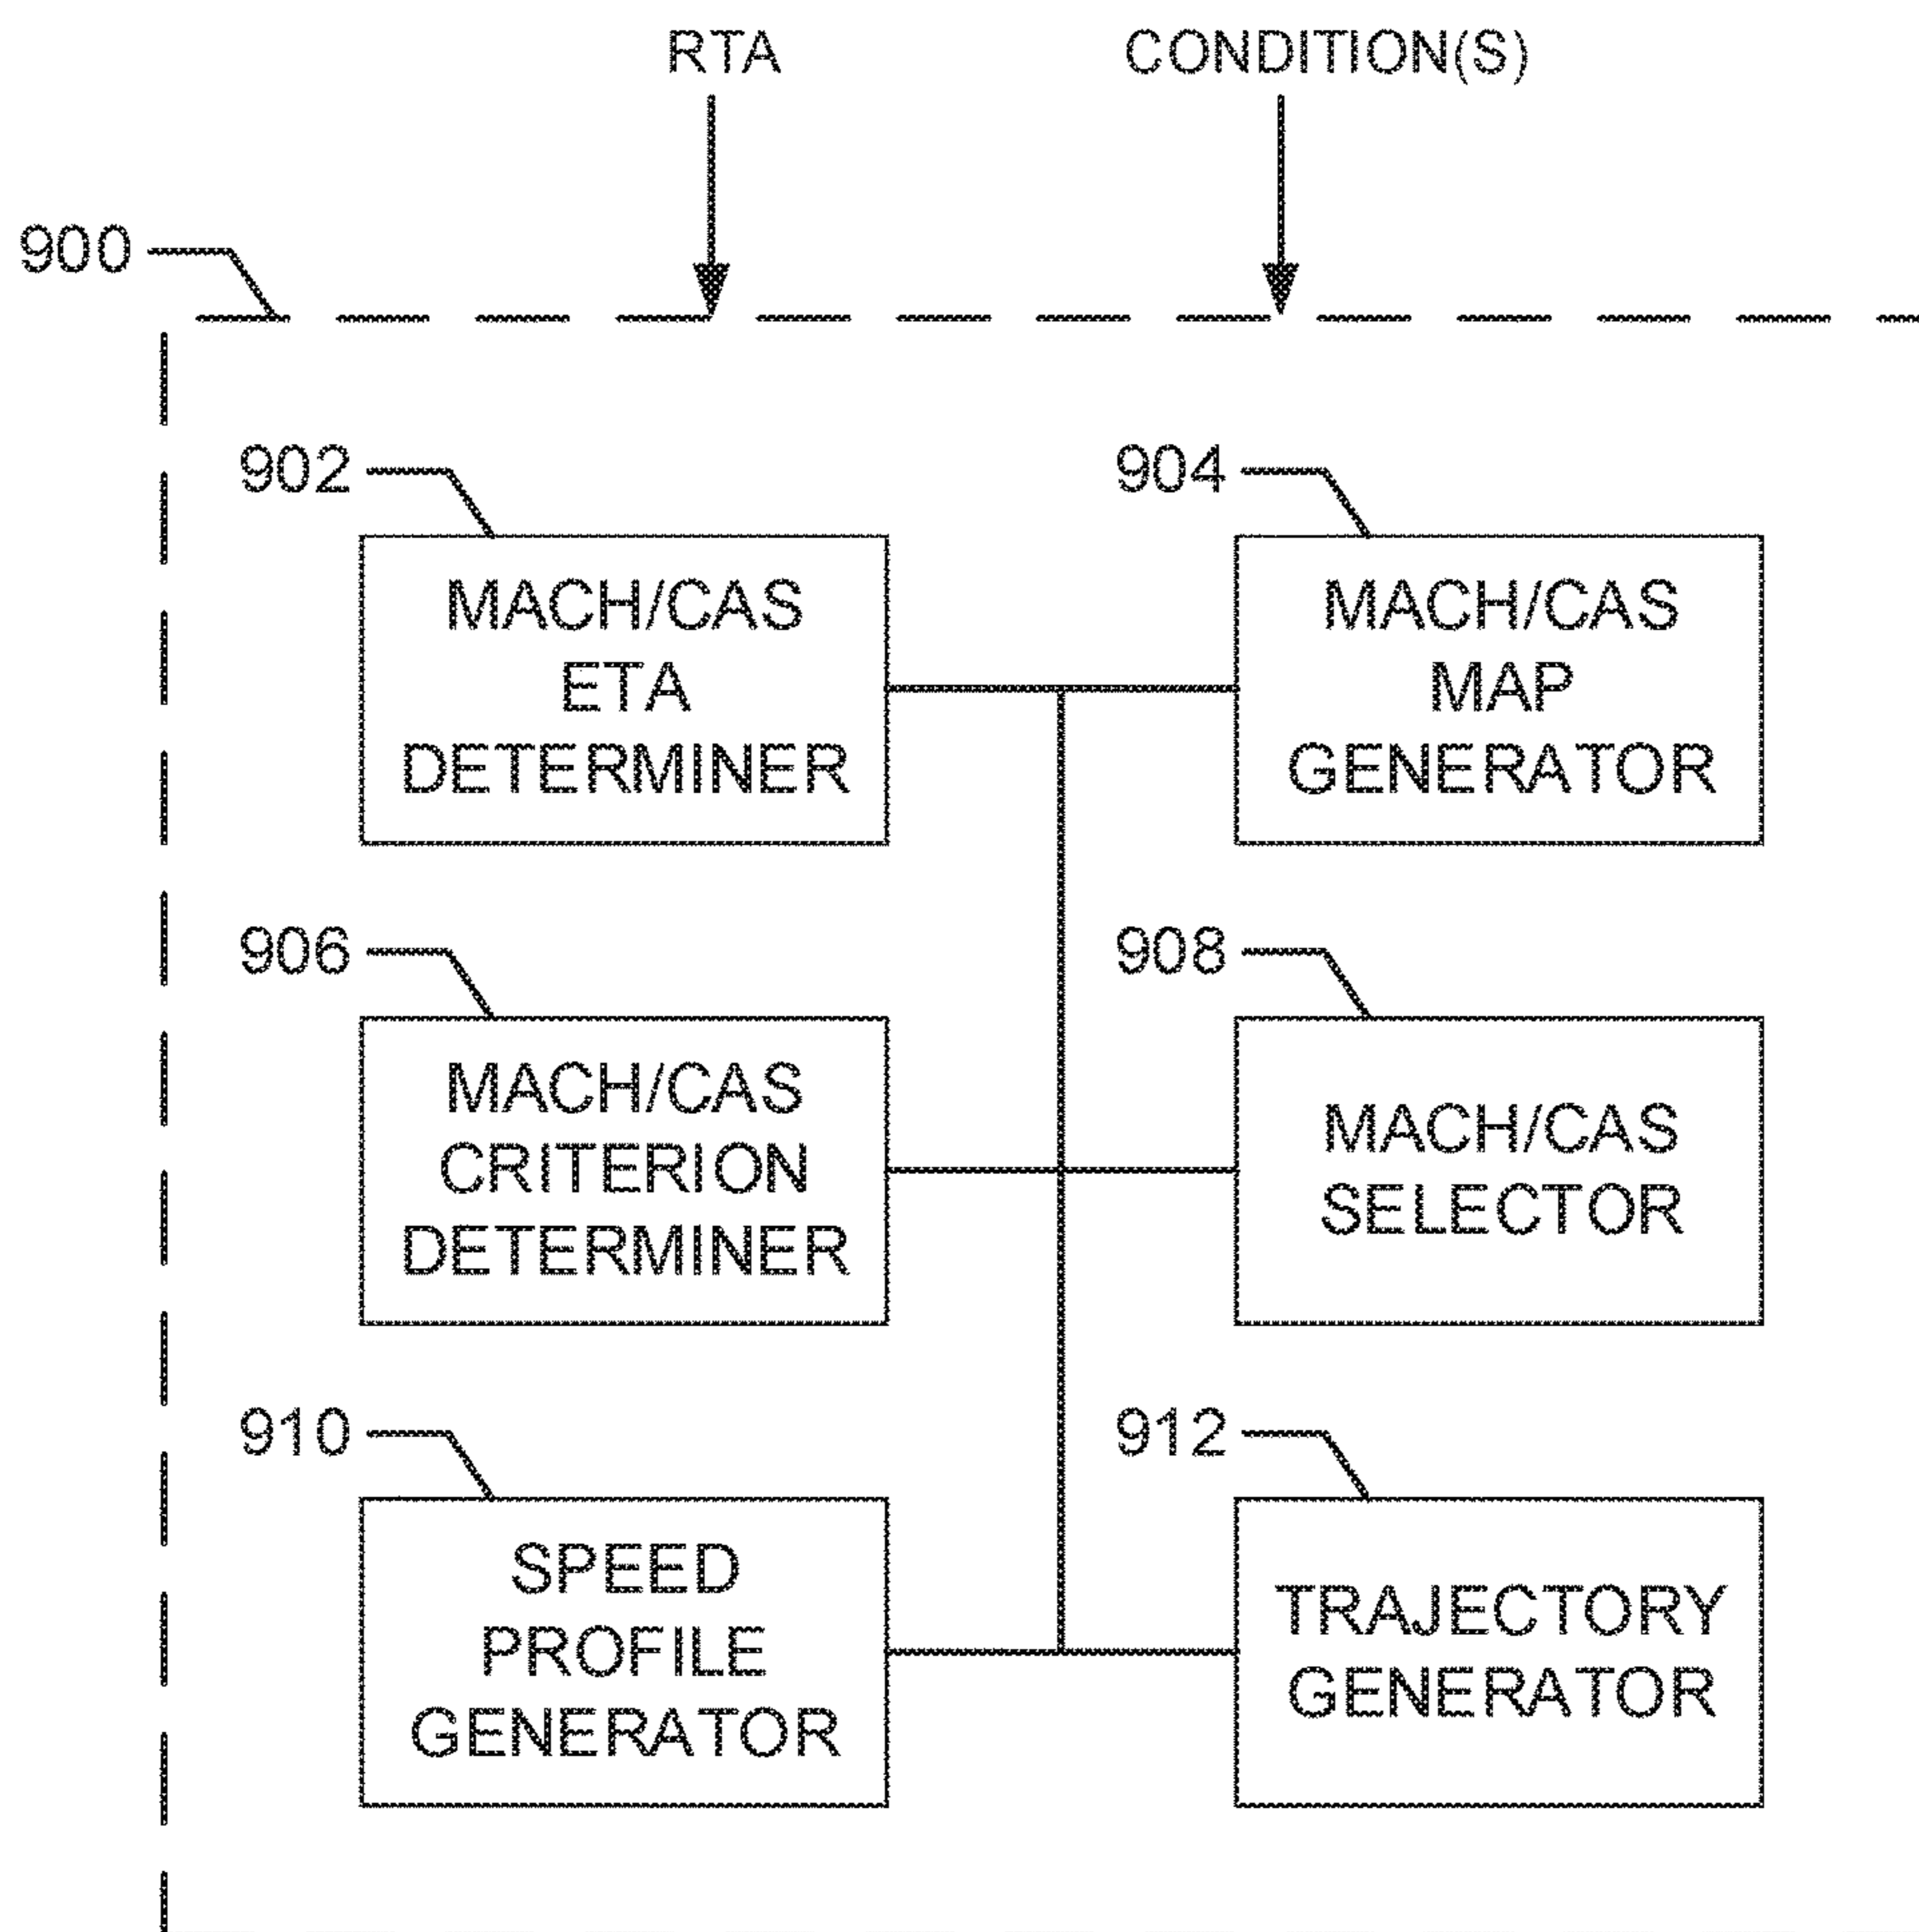 RTA
CONDITION(S)
900
902
904
MACH/CAS
ETA
DETERMINER
MACH/CAS
MAP
GENERATOR
906
908
MACH/CAS
CRITERION
DETERMINER
MACH/CAS
SELECTOR
910
912
SPEED
PROFILE
GENERATOR
TRAJECTORY
GENERATOR